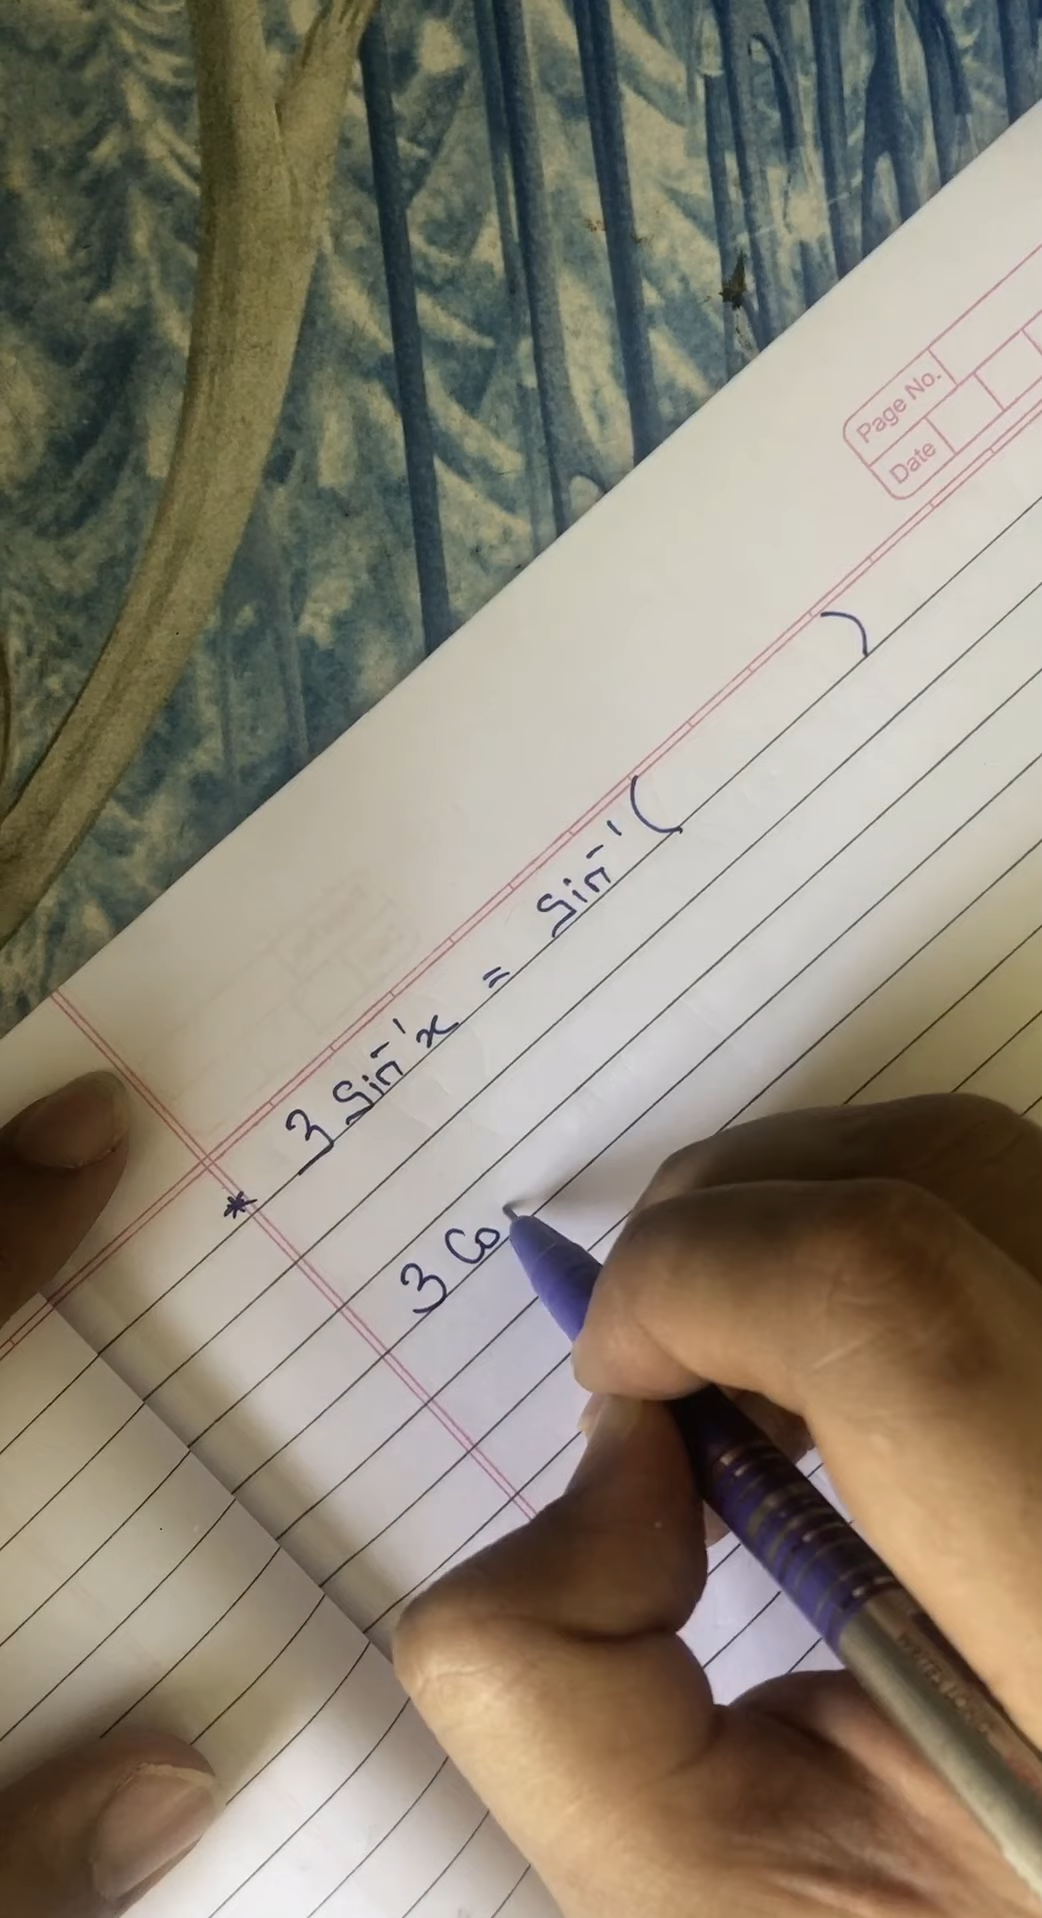 Page No.
Date
* 3 Sin⁻¹x = Sin⁻¹( )
3 Co